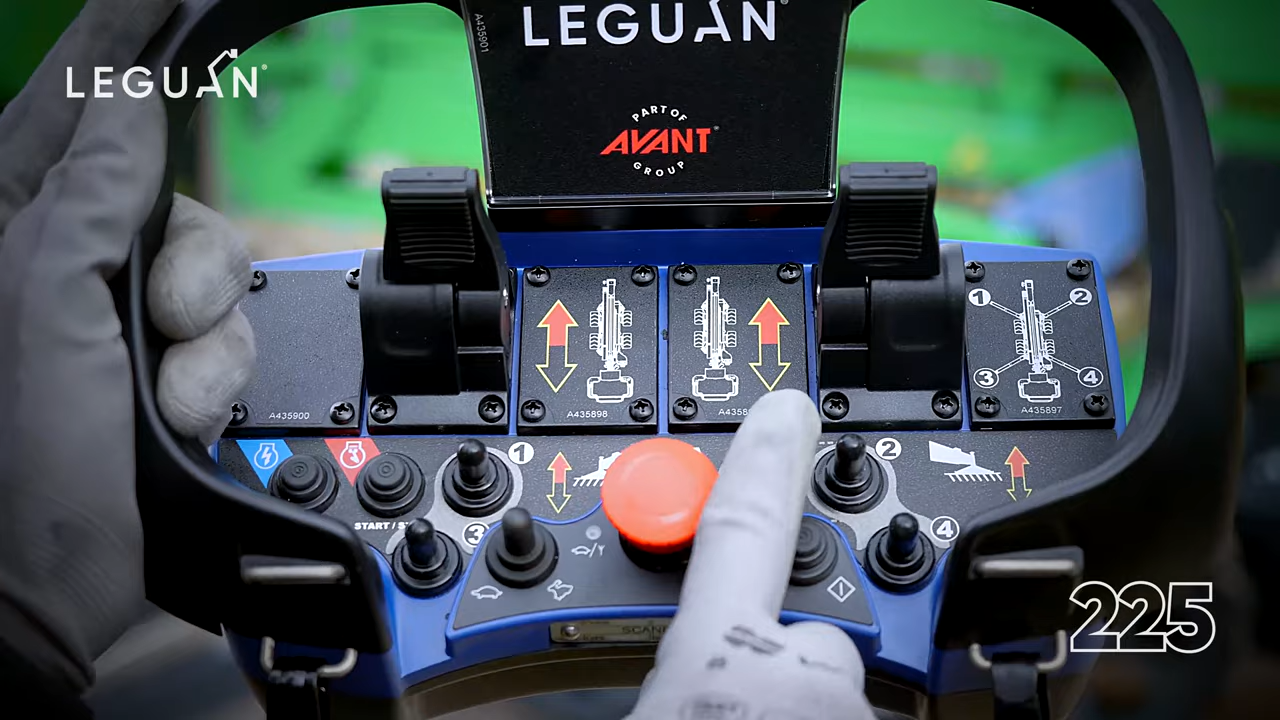 LEGUAN
A435901
LEGUAN
PART OF
AVANT
GROUP
A435900
A435898
1
2
3
4
A435897
1
2
START / S
3
4
225